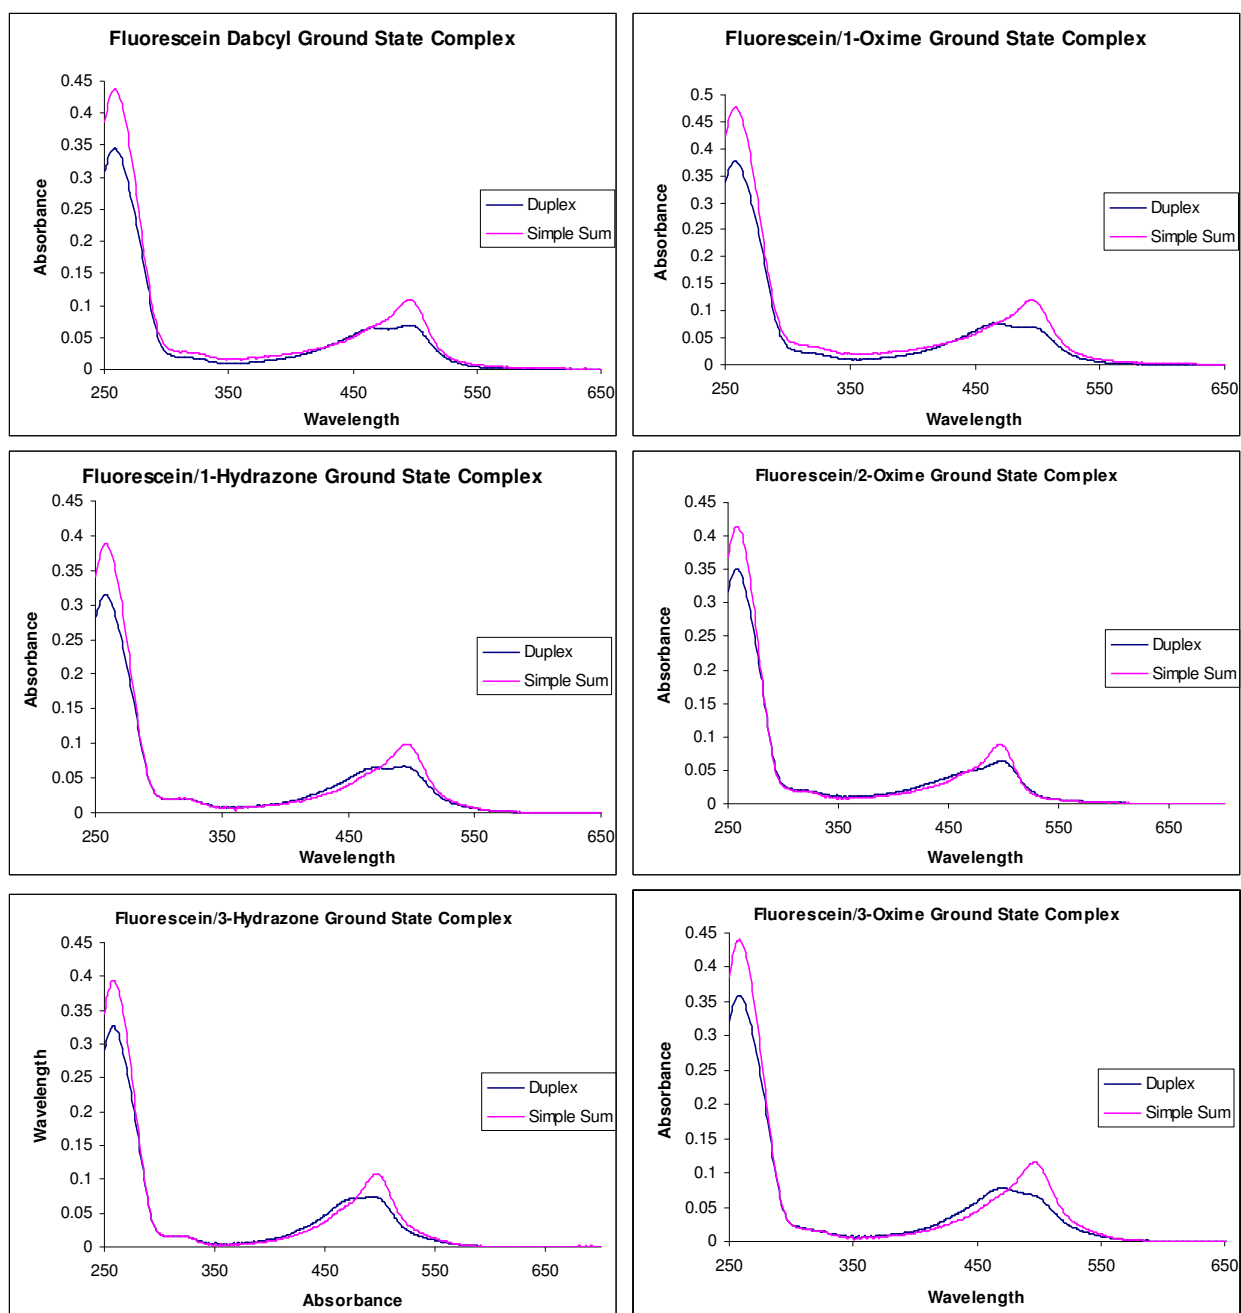 Fluorescein Dabcyl Ground State Complex
0.45
0.4
0.35
0.3
0.25
0.2
0.15
0.1
0.05
0
Absorbance
250 350 450 550 650
Wavelength
Duplex
Simple Sum
Fluorescein/1-Oxime Ground State Complex
0.5
0.45
0.4
0.35
0.3
0.25
0.2
0.15
0.1
0.05
0
Absorbance
250 350 450 550 650
Wavelength
Duplex
Simple Sum
Fluorescein/1-Hydrazone Ground State Complex
0.45
0.4
0.35
0.3
0.25
0.2
0.15
0.1
0.05
0
Absorbance
250 350 450 550 650
Wavelength
Duplex
Simple Sum
Fluorescein/2-Oxime Ground State Complex
0.45
0.4
0.35
0.3
0.25
0.2
0.15
0.1
0.05
0
Absorbance
250 350 450 550 650
Wavelength
Duplex
Simple Sum
Fluorescein/3-Hydrazone Ground State Complex
0.45
0.4
0.35
0.3
0.25
0.2
0.15
0.1
0.05
0
Wavelength
250 350 450 550 650
Absorbance
Duplex
Simple Sum
Fluorescein/3-Oxime Ground State Complex
0.45
0.4
0.35
0.3
0.25
0.2
0.15
0.1
0.05
0
Absorbance
250 350 450 550 650
Wavelength
Duplex
Simple Sum